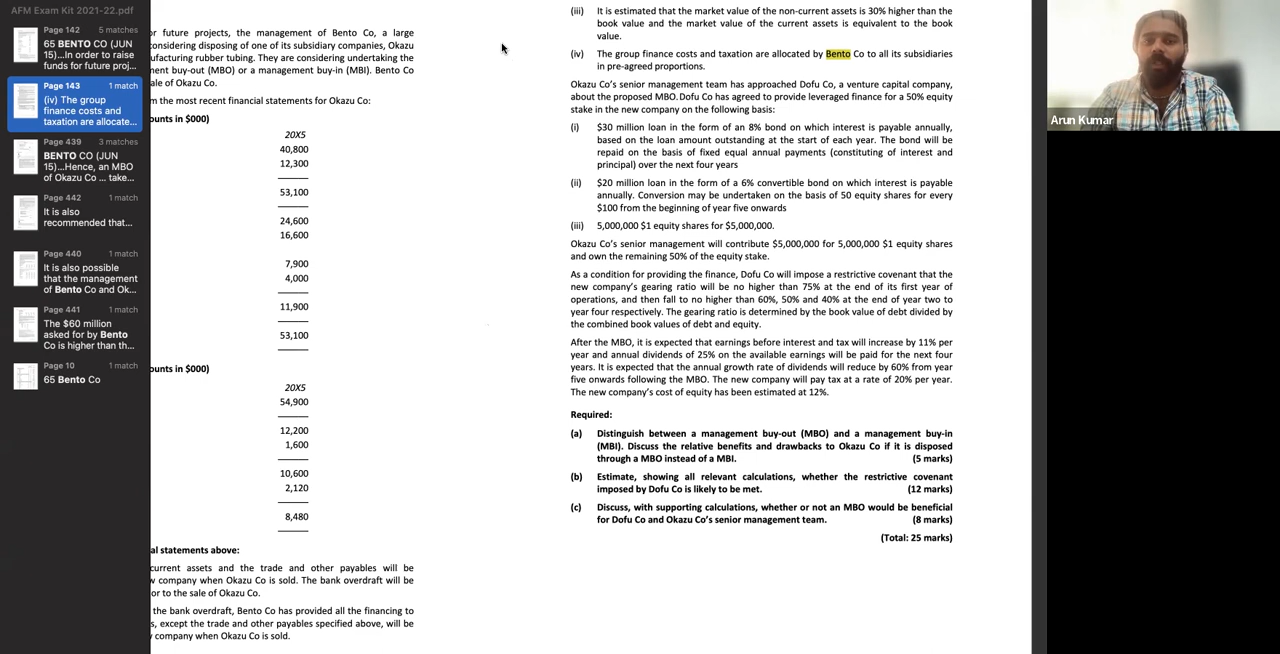 AFM Exam Kit 2021-22.pdf
Page 142 5 matches
65 BENTO CO (JUN
15)...In order to raise
funds for future proj...
Page 143 1 match
(iv) The group
finance costs and
taxation are allocate...
Page 439 3 matches
BENTO CO (JUN
15)...Hence, an MBO
of Okazu Co ... take...
Page 442 1 match
It is also
recommended that...
Page 440 1 match
It is also possible
that the management
of Bento Co and Ok...
Page 441 1 match
The $60 million
asked for by Bento
Co is higher than th...
Page 10 1 match
65 Bento Co
or future projects, the management of Bento Co, a large
onsidering disposing of one of its subsidiary companies, Okazu
ufacturing rubber tubing. They are considering undertaking the
ment buy-out (MBO) or a management buy-in (MBI). Bento Co
ale of Okazu Co.
m the most recent financial statements for Okazu Co:
ounts in $000)
20X5
40,800
12,300
53,100
24,600
16,600
7,900
4,000
11,900
53,100
ounts in $000)
20X5
54,900
12,200
1,600
10,600
2,120
8,480
al statements above:
current assets and the trade and other payables will be
w company when Okazu Co is sold. The bank overdraft will be
or to the sale of Okazu Co.
the bank overdraft, Bento Co has provided all the financing to
s, except the trade and other payables specified above, will be
company when Okazu Co is sold.
(iii) It is estimated that the market value of the non-current assets is 30% higher than the
book value and the market value of the current assets is equivalent to the book
value.
(iv) The group finance costs and taxation are allocated by Bento Co to all its subsidiaries
in pre-agreed proportions.
Okazu Co's senior management team has approached Dofu Co, a venture capital company,
about the proposed MBO. Dofu Co has agreed to provide leveraged finance for a 50% equity
stake in the new company on the following basis:
(i) $30 million loan in the form of an 8% bond on which interest is payable annually,
based on the loan amount outstanding at the start of each year. The bond will be
repaid on the basis of fixed equal annual payments (constituting of interest and
principal) over the next four years
(ii) $20 million loan in the form of a 6% convertible bond on which interest is payable
annually. Conversion may be undertaken on the basis of 50 equity shares for every
$100 from the beginning of year five onwards
(iii) 5,000,000 $1 equity shares for $5,000,000.
Okazu Co's senior management will contribute $5,000,000 for 5,000,000 $1 equity shares
and own the remaining 50% of the equity stake.
As a condition for providing the finance, Dofu Co will impose a restrictive covenant that the
new company's gearing ratio will be no higher than 75% at the end of its first year of
operations, and then fall to no higher than 60%, 50% and 40% at the end of year two to
year four respectively. The gearing ratio is determined by the book value of debt divided by
the combined book values of debt and equity.
After the MBO, it is expected that earnings before interest and tax will increase by 11% per
year and annual dividends of 25% on the available earnings will be paid for the next four
years. It is expected that the annual growth rate of dividends will reduce by 60% from year
five onwards following the MBO. The new company will pay tax at a rate of 20% per year.
The new company's cost of equity has been estimated at 12%.
Required:
(a) Distinguish between a management buy-out (MBO) and a management buy-in
(MBI). Discuss the relative benefits and drawbacks to Okazu Co if it is disposed
through a MBO instead of a MBI. (5 marks)
(b) Estimate, showing all relevant calculations, whether the restrictive covenant
imposed by Dofu Co is likely to be met. (12 marks)
(c) Discuss, with supporting calculations, whether or not an MBO would be beneficial
for Dofu Co and Okazu Co's senior management team. (8 marks)
(Total: 25 marks)
Arun Kumar